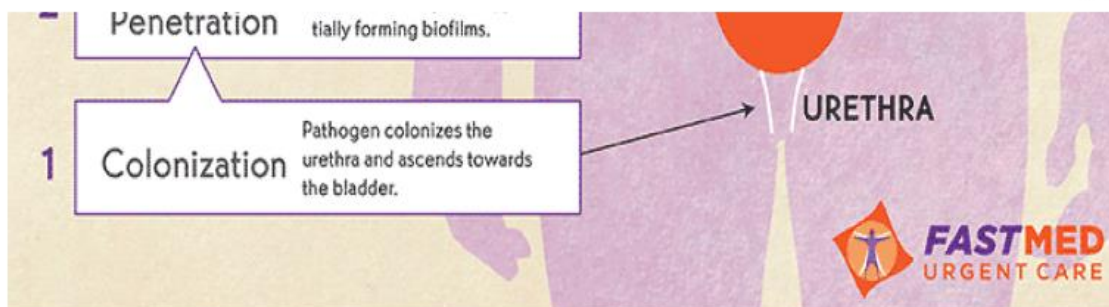 Penetration
tially forming biofilms.
1
Colonization
Pathogen colonizes the
urethra and ascends towards
the bladder.
URETHRA
FASTMED
URGENT CARE